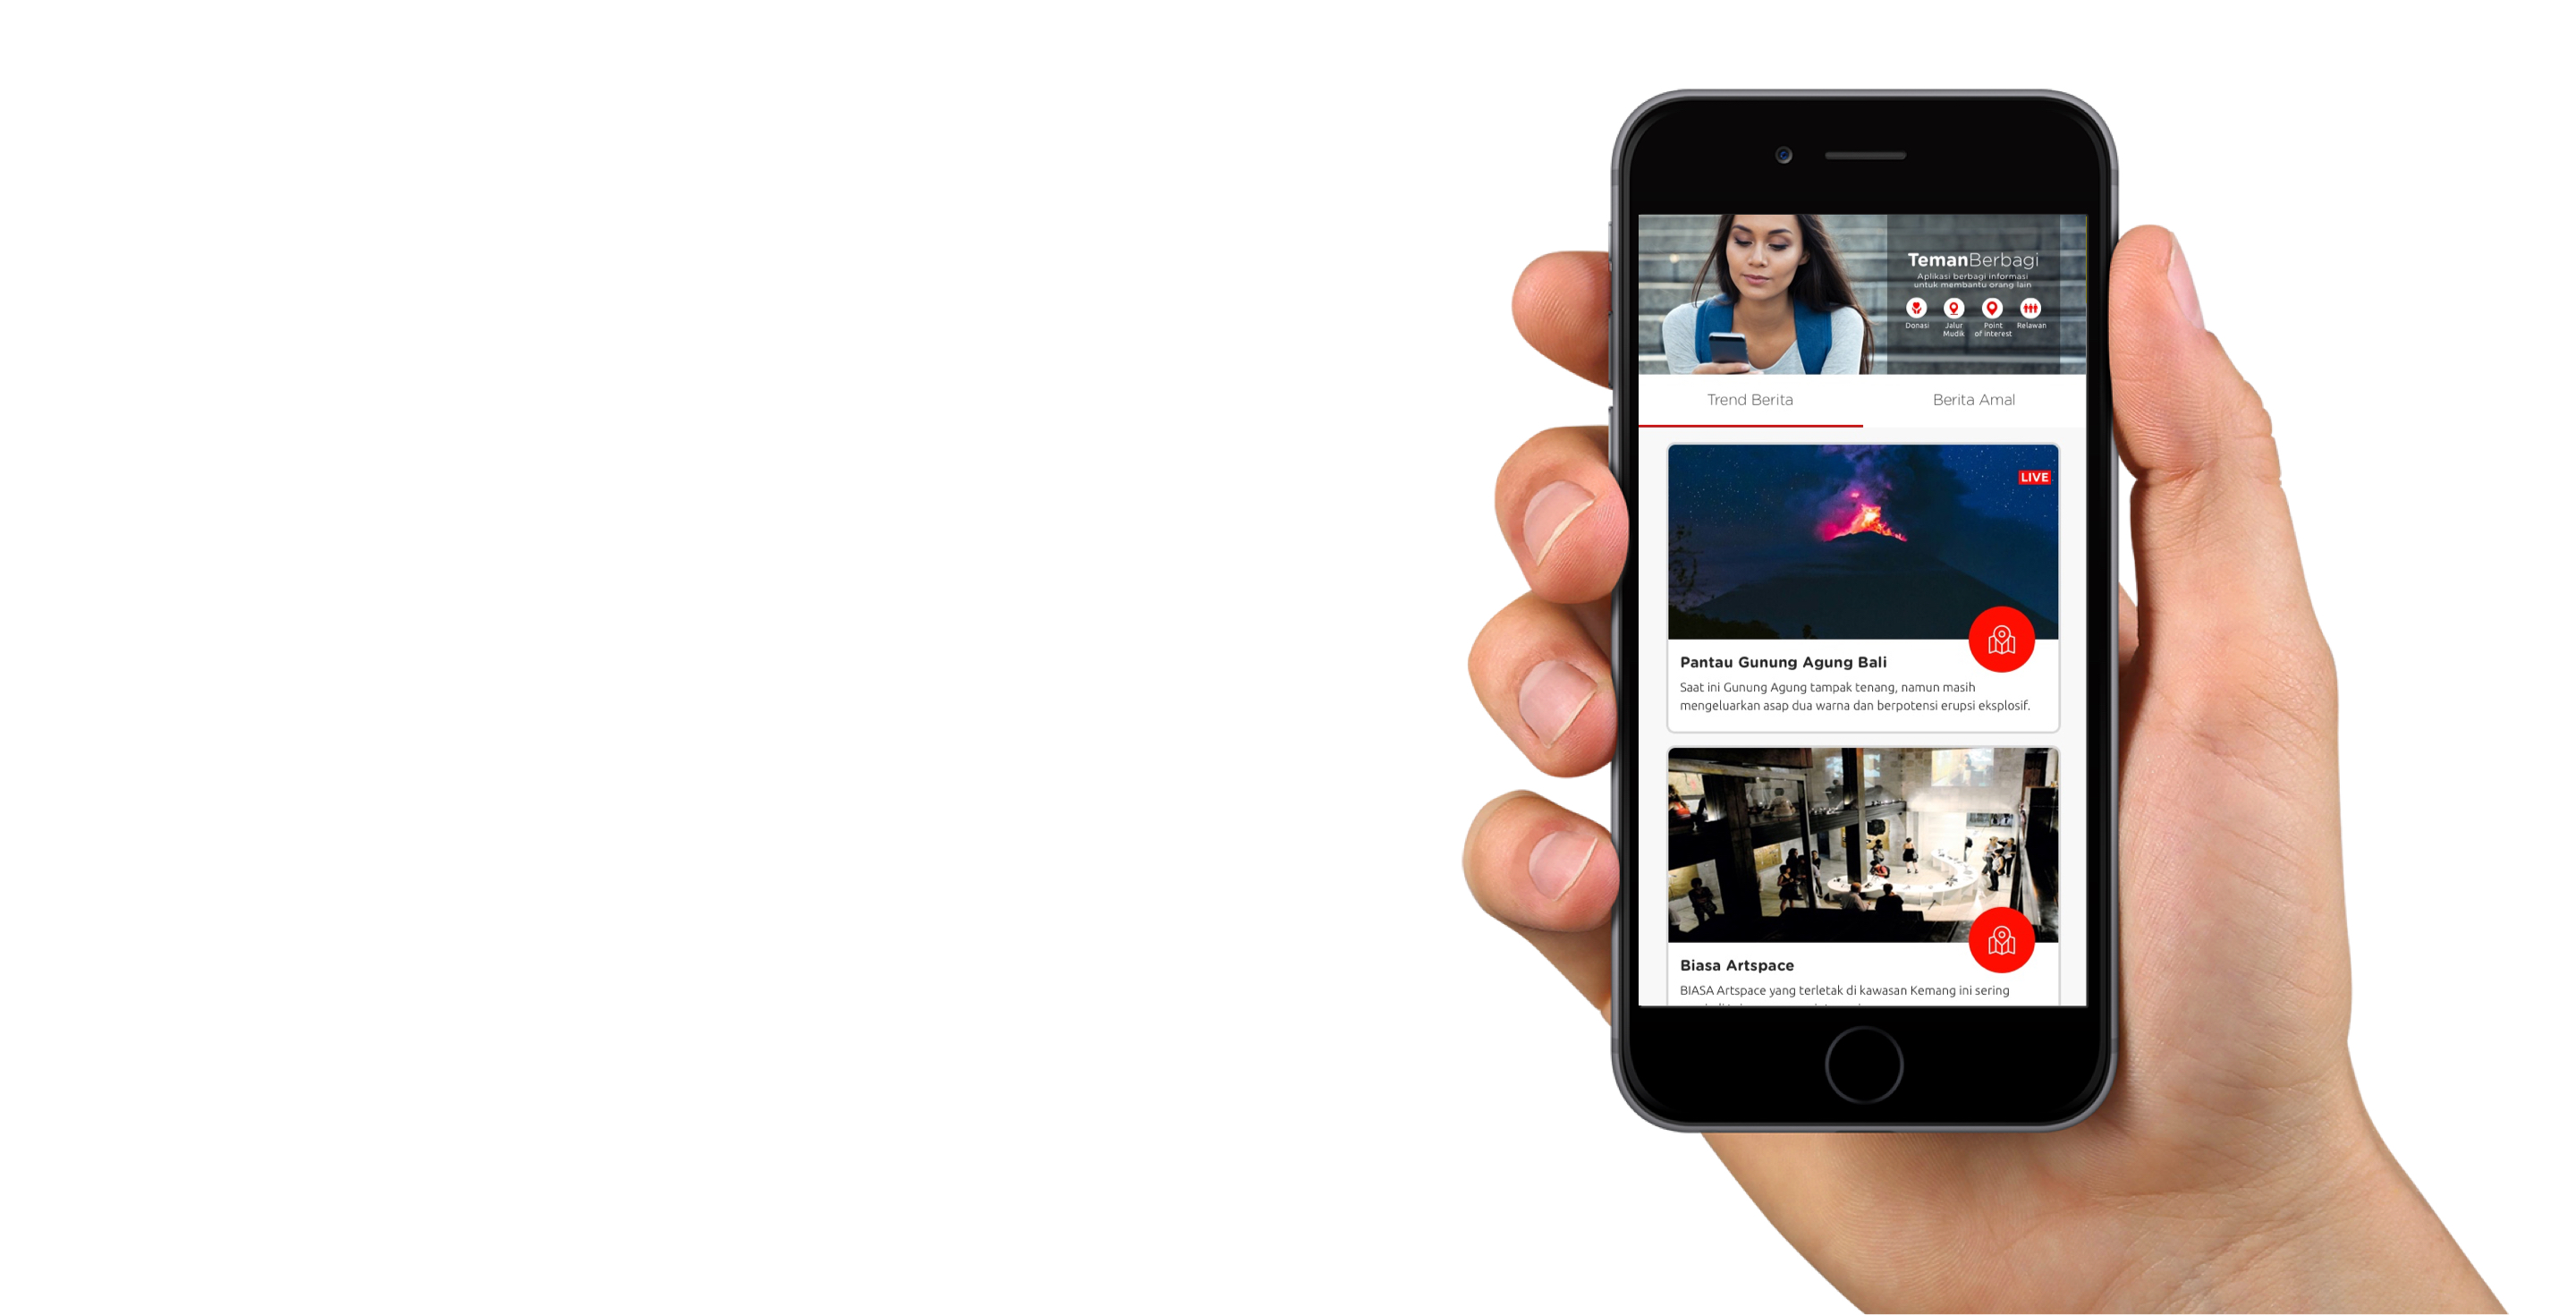 TemanBerbagi
Aplikasi berbagi informasi
untuk membantu orang lain
Donasi
Jalur
Mudik
Point
of interest
Relawan
Trend Berita
Berita Amal
LIVE
Pantau Gunung Agung Bali
Saat ini Gunung Agung tampak tenang, namun masih
mengeluarkan asap dua warna dan berpotensi erupsi eksplosif.
Biasa Artspace
BIASA Artspace yang terletak di kawasan Kemang ini sering